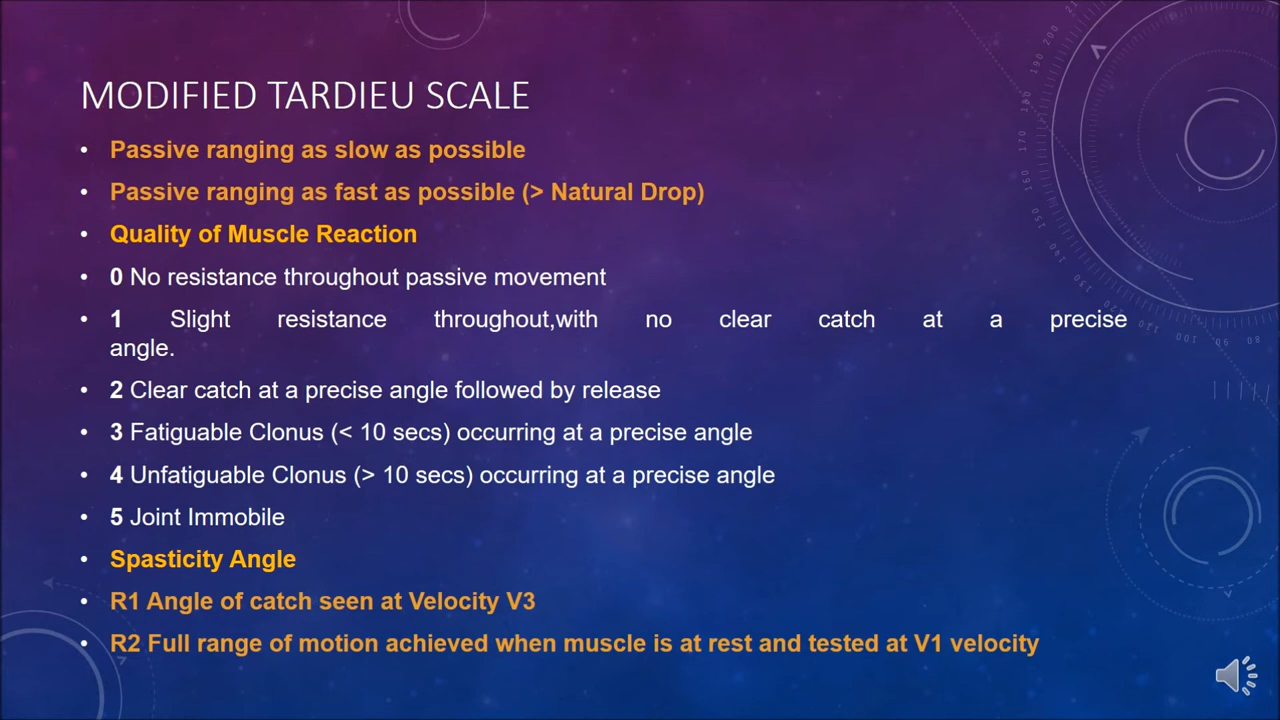 MODIFIED TARDIEU SCALE
• Passive ranging as slow as possible
• Passive ranging as fast as possible (> Natural Drop)
• Quality of Muscle Reaction
• 0 No resistance throughout passive movement
• 1 Slight resistance throughout,with no clear catch at a precise
angle.
• 2 Clear catch at a precise angle followed by release
• 3 Fatiguable Clonus (< 10 secs) occurring at a precise angle
• 4 Unfatiguable Clonus (> 10 secs) occurring at a precise angle
• 5 Joint Immobile
• Spasticity Angle
• R1 Angle of catch seen at Velocity V3
• R2 Full range of motion achieved when muscle is at rest and tested at V1 velocity